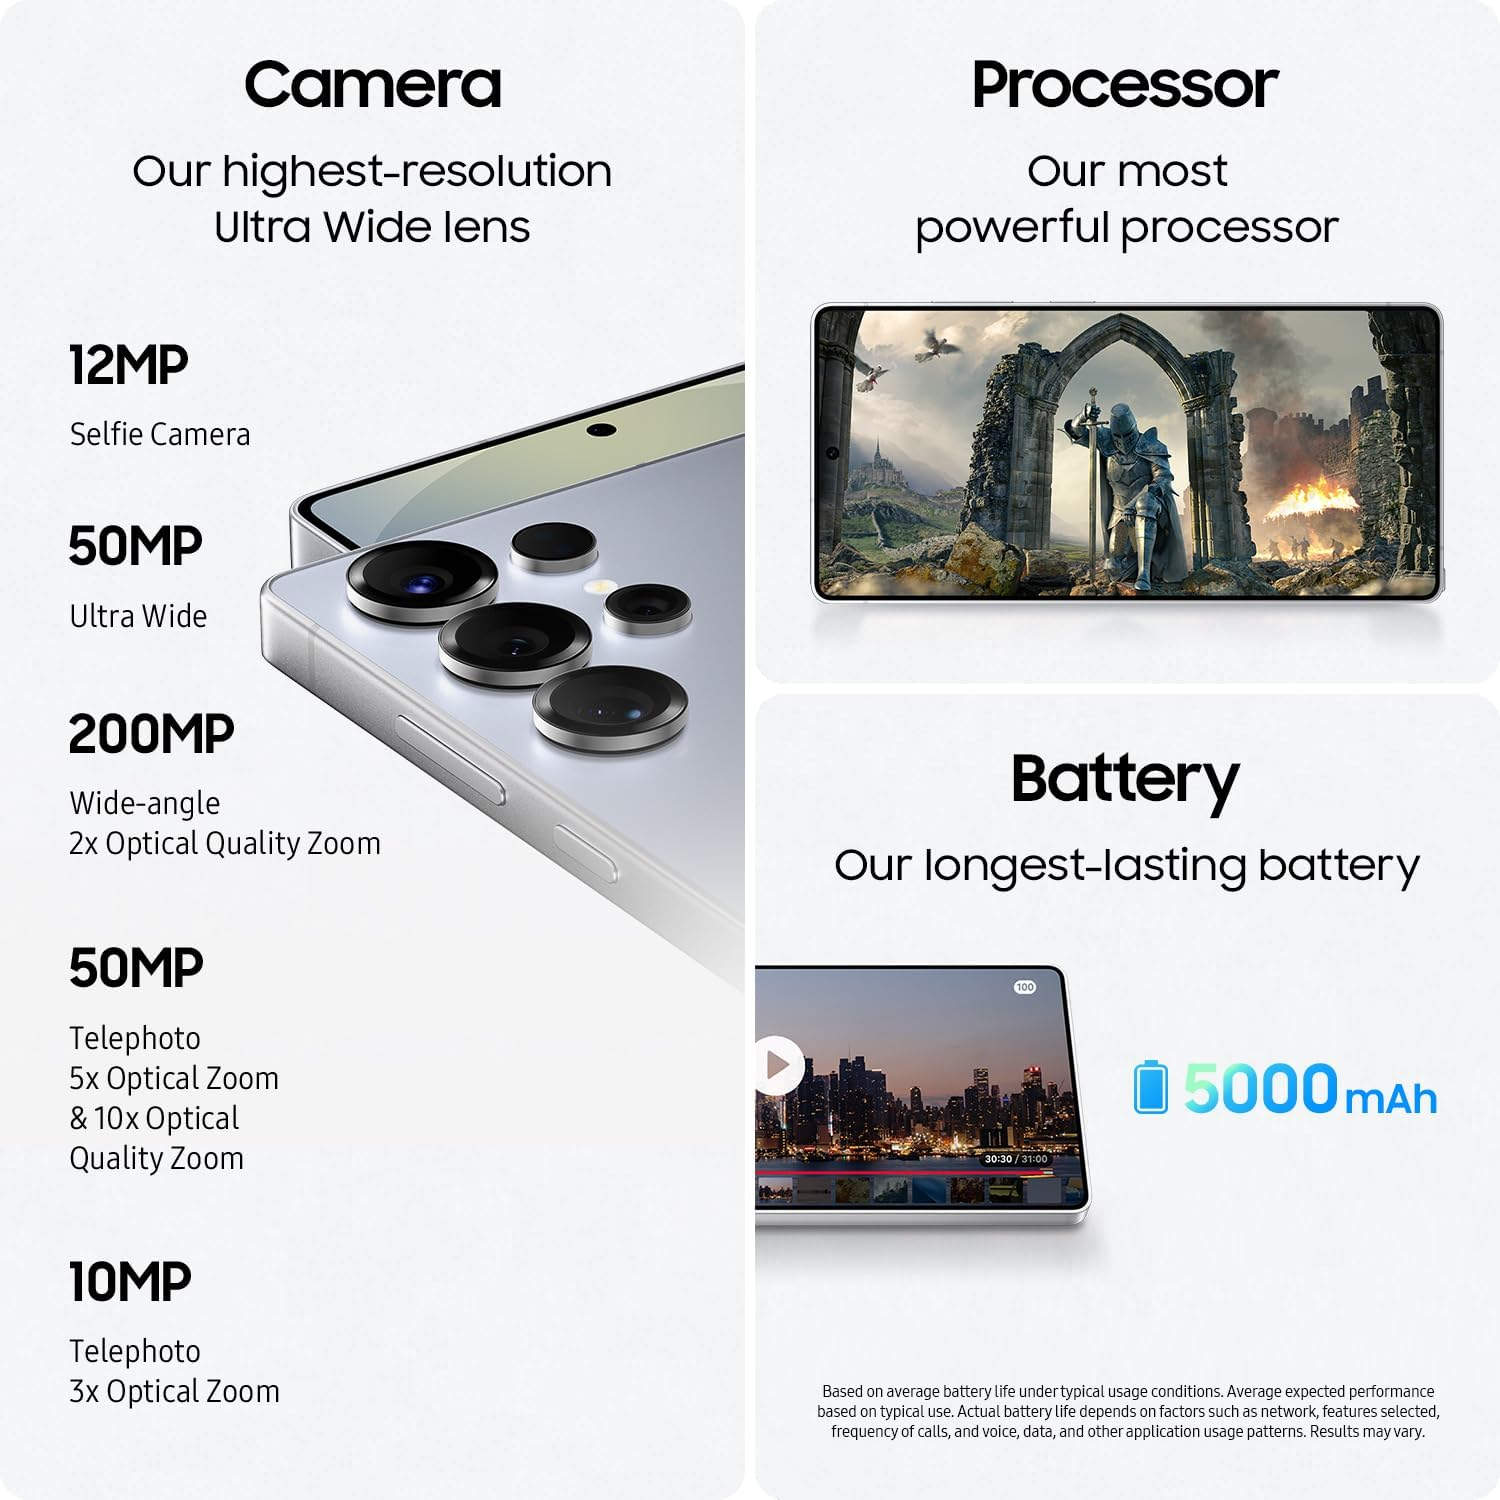 Camera
Our highest-resolution
Ultra Wide lens
12MP
Selfie Camera
50MP
Ultra Wide
200MP
Wide-angle
2x Optical Quality Zoom
50MP
Telephoto
5x Optical Zoom
& 10x Optical
Quality Zoom
10MP
Telephoto
3x Optical Zoom
Processor
Our most
powerful processor
Battery
Our longest-lasting battery
100
5000 mAh
30:30 / 31:00
Based on average battery life under typical usage conditions. Average expected performance
based on typical use. Actual battery life depends on factors such as network, features selected,
frequency of calls, and voice, data, and other application usage patterns. Results may vary.